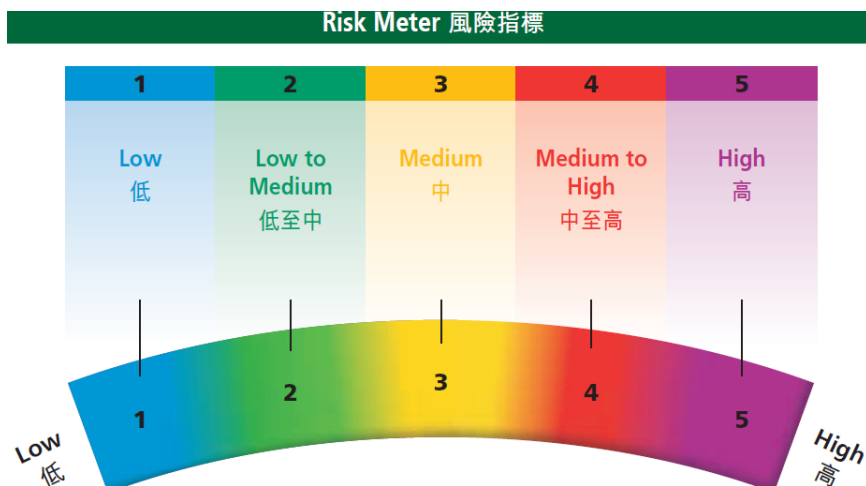 Risk Meter 風險指標
1
2
3
4
5
Low
低
Low to
Medium
低至中
Medium
中
Medium to
High
中至高
High
高
1
2
3
4
5
Low
低
High
高